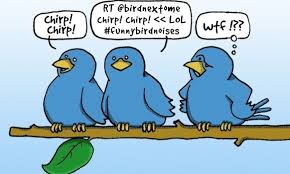 Chirp!
Chirp!
RT @birdnextome
Chirp! Chirp! << LoL
#funnybirdnoises
Wtf !??